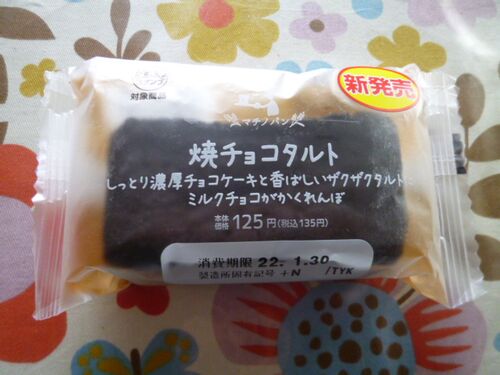 対象商品
新発売
マチノパン
焼チョコタルト
しっとり濃厚チョコケーキと香ばしいザクザクタルトに
ミルクチョコがかくれんぼ
本体価格 125円(税込135円)
消費期限 22. 1.30
製造所固有記号 +N /TYK